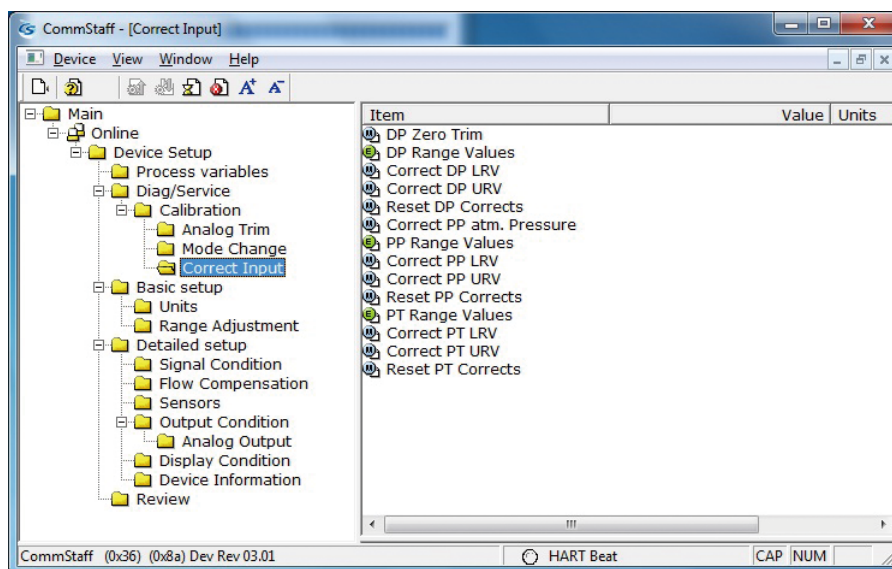 CommStaff - [Correct Input]
Device View Window Help
Main
Online
Device Setup
Process variables
Diag/Service
Calibration
Analog Trim
Mode Change
Correct Input
Basic setup
Units
Range Adjustment
Detailed setup
Signal Condition
Flow Compensation
Sensors
Output Condition
Analog Output
Display Condition
Device Information
Review
Item Value Units
DP Zero Trim
DP Range Values
Correct DP LRV
Correct DP URV
Reset DP Corrects
Correct PP atm. Pressure
PP Range Values
Correct PP LRV
Correct PP URV
Reset PP Corrects
PT Range Values
Correct PT LRV
Correct PT URV
Reset PT Corrects
CommStaff (0x36) (0x8a) Dev Rev 03.01 HART Beat CAP NUM